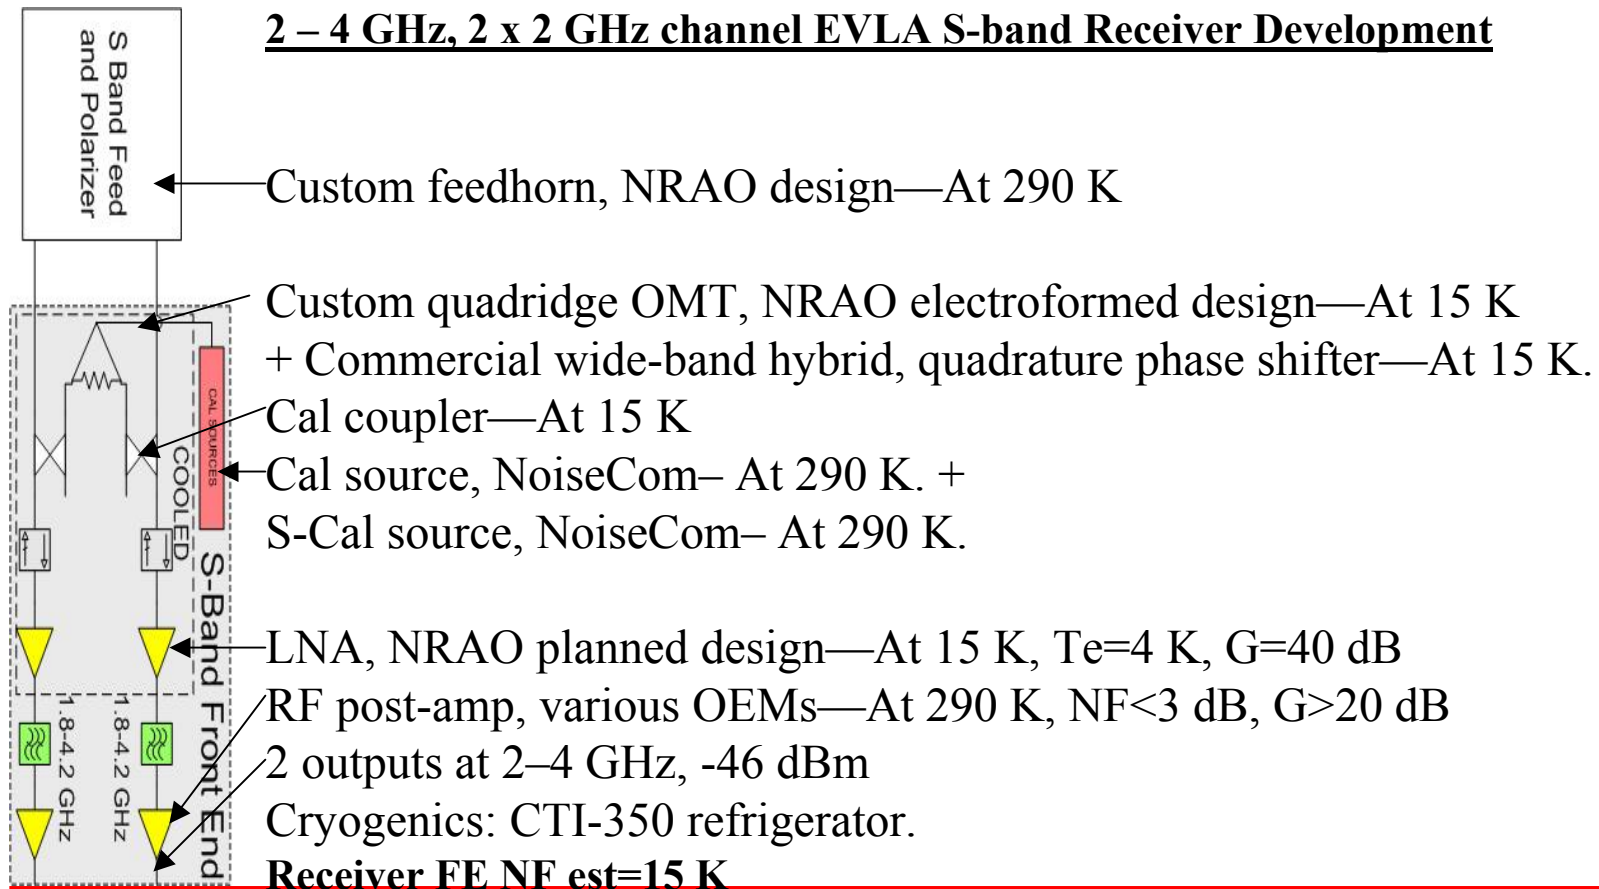 2 – 4 GHz, 2 x 2 GHz channel EVLA S-band Receiver Development
S Band Feed
and Polarizer
Custom feedhorn, NRAO design—At 290 K
Custom quadridge OMT, NRAO electroformed design—At 15 K
+ Commercial wide-band hybrid, quadrature phase shifter—At 15 K.
Cal coupler—At 15 K
Cal source, NoiseCom– At 290 K. +
S-Cal source, NoiseCom– At 290 K.
CAL SOURCES
COOLED
S-Band Front End
LNA, NRAO planned design—At 15 K, Te=4 K, G=40 dB
RF post-amp, various OEMs—At 290 K, NF<3 dB, G>20 dB
2 outputs at 2–4 GHz, -46 dBm
Cryogenics: CTI-350 refrigerator.
Receiver FE NF est=15 K
1.8-4.2 GHz
1.8-4.2 GHz